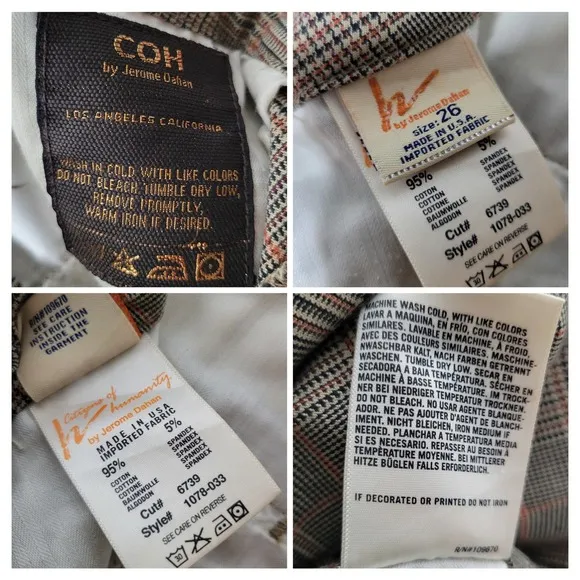 COH
by Jerome Dahan
LOS ANGELES CALIFORNIA
WASH IN COLD, WITH LIKE COLORS
DO NOT BLEACH, TUMBLE DRY LOW,
REMOVE PROMPTLY,
WARM IRON IF DESIRED.
h
by Jerome Dahan
size: 26
MADE IN U.S.A.
IMPORTED FABRIC
95% 5%
COTTON SPANDEX
COTONE SPANDEX
BAUMWOLLE SPANDEX
ALGODON SPANDEX
Cut# 6739
Style# 1078-033
SEE CARE ON REVERSE
R/N#109670
SEE CARE
INSTRUCTION
INSIDE THE
GARMENT
Citizens of
humanity
by Jerome Dahan
MADE IN U.S.A.
IMPORTED FABRIC
95% 5%
COTTON SPANDEX
COTONE SPANDEX
BAUMWOLLE SPANDEX
ALGODON SPANDEX
Cut# 6739
Style# 1078-033
SEE CARE ON REVERSE
MACHINE WASH COLD, WITH LIKE COLORS
LAVAR A MAQUINA, EN FRÍO, CON COLORES
SIMILARES. LAVABLE EN MACHINE, À FROID,
AVEC DES COLORIS SIMILAIRES. MASCHINE-
NWASCHBAR KALT, NACH FARBEN GETRENNT
WASCHEN. TUMBLE DRY LOW. SECAR EN
SECADORA A BAJA TEMPERATURA. SÉCHER EN
MACHINE A BASSE TEMPÉRATURE. IM TROCK-
NER BEI NIEDRIGER TEMPERATUR TROCKNEN.
DO NOT BLEACH. NO USAR AGENTE BLANQUE-
ADOR. NE PAS AJOUTER D'AGENT DE BLANCH-
IMENT. NICHT BLEICHEN, IRON MEDIUM IF
NEEDED. PLANCHAR A TEMPERATURA MEDIA
SI ES NECESARIO. REPASSER AU BESOIN À
TEMPÉRATURE MOYENNE. BEI MITTLERER
HITZE BÜGLEN FALLS ERFORDERLICH.
IF DECORATED OR PRINTED DO NOT IRON
R/N#109670